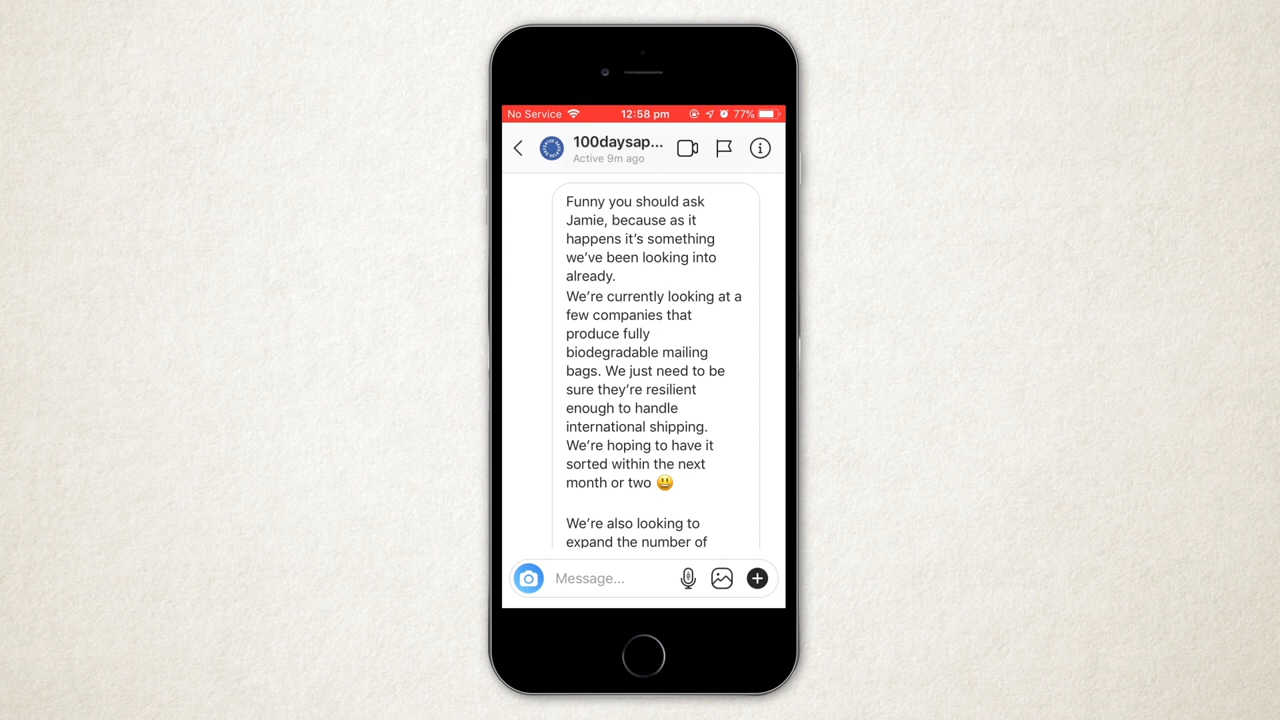 No Service 12:58 pm 77%
100daysap...
Active 9m ago
Funny you should ask
Jamie, because as it
happens it's something
we've been looking into
already.
We're currently looking at a
few companies that
produce fully
biodegradable mailing
bags. We just need to be
sure they're resilient
enough to handle
international shipping.
We're hoping to have it
sorted within the next
month or two 😃
We're also looking to
expand the number of
Message...